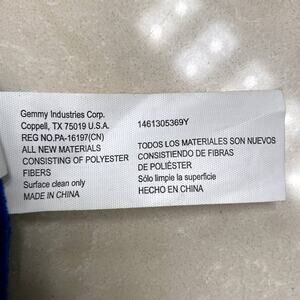 Gemmy Industries Corp.
Coppell, TX 75019 U.S.A.
REG NO.PA-16197(CN)
ALL NEW MATERIALS
CONSISTING OF POLYESTER
FIBERS
Surface clean only
MADE IN CHINA
1461305369Y
TODOS LOS MATERIALES SON NUEVOS
CONSISTIENDO DE FIBRAS
DE POLIÉSTER
Sólo limpie la superficie
HECHO EN CHINA